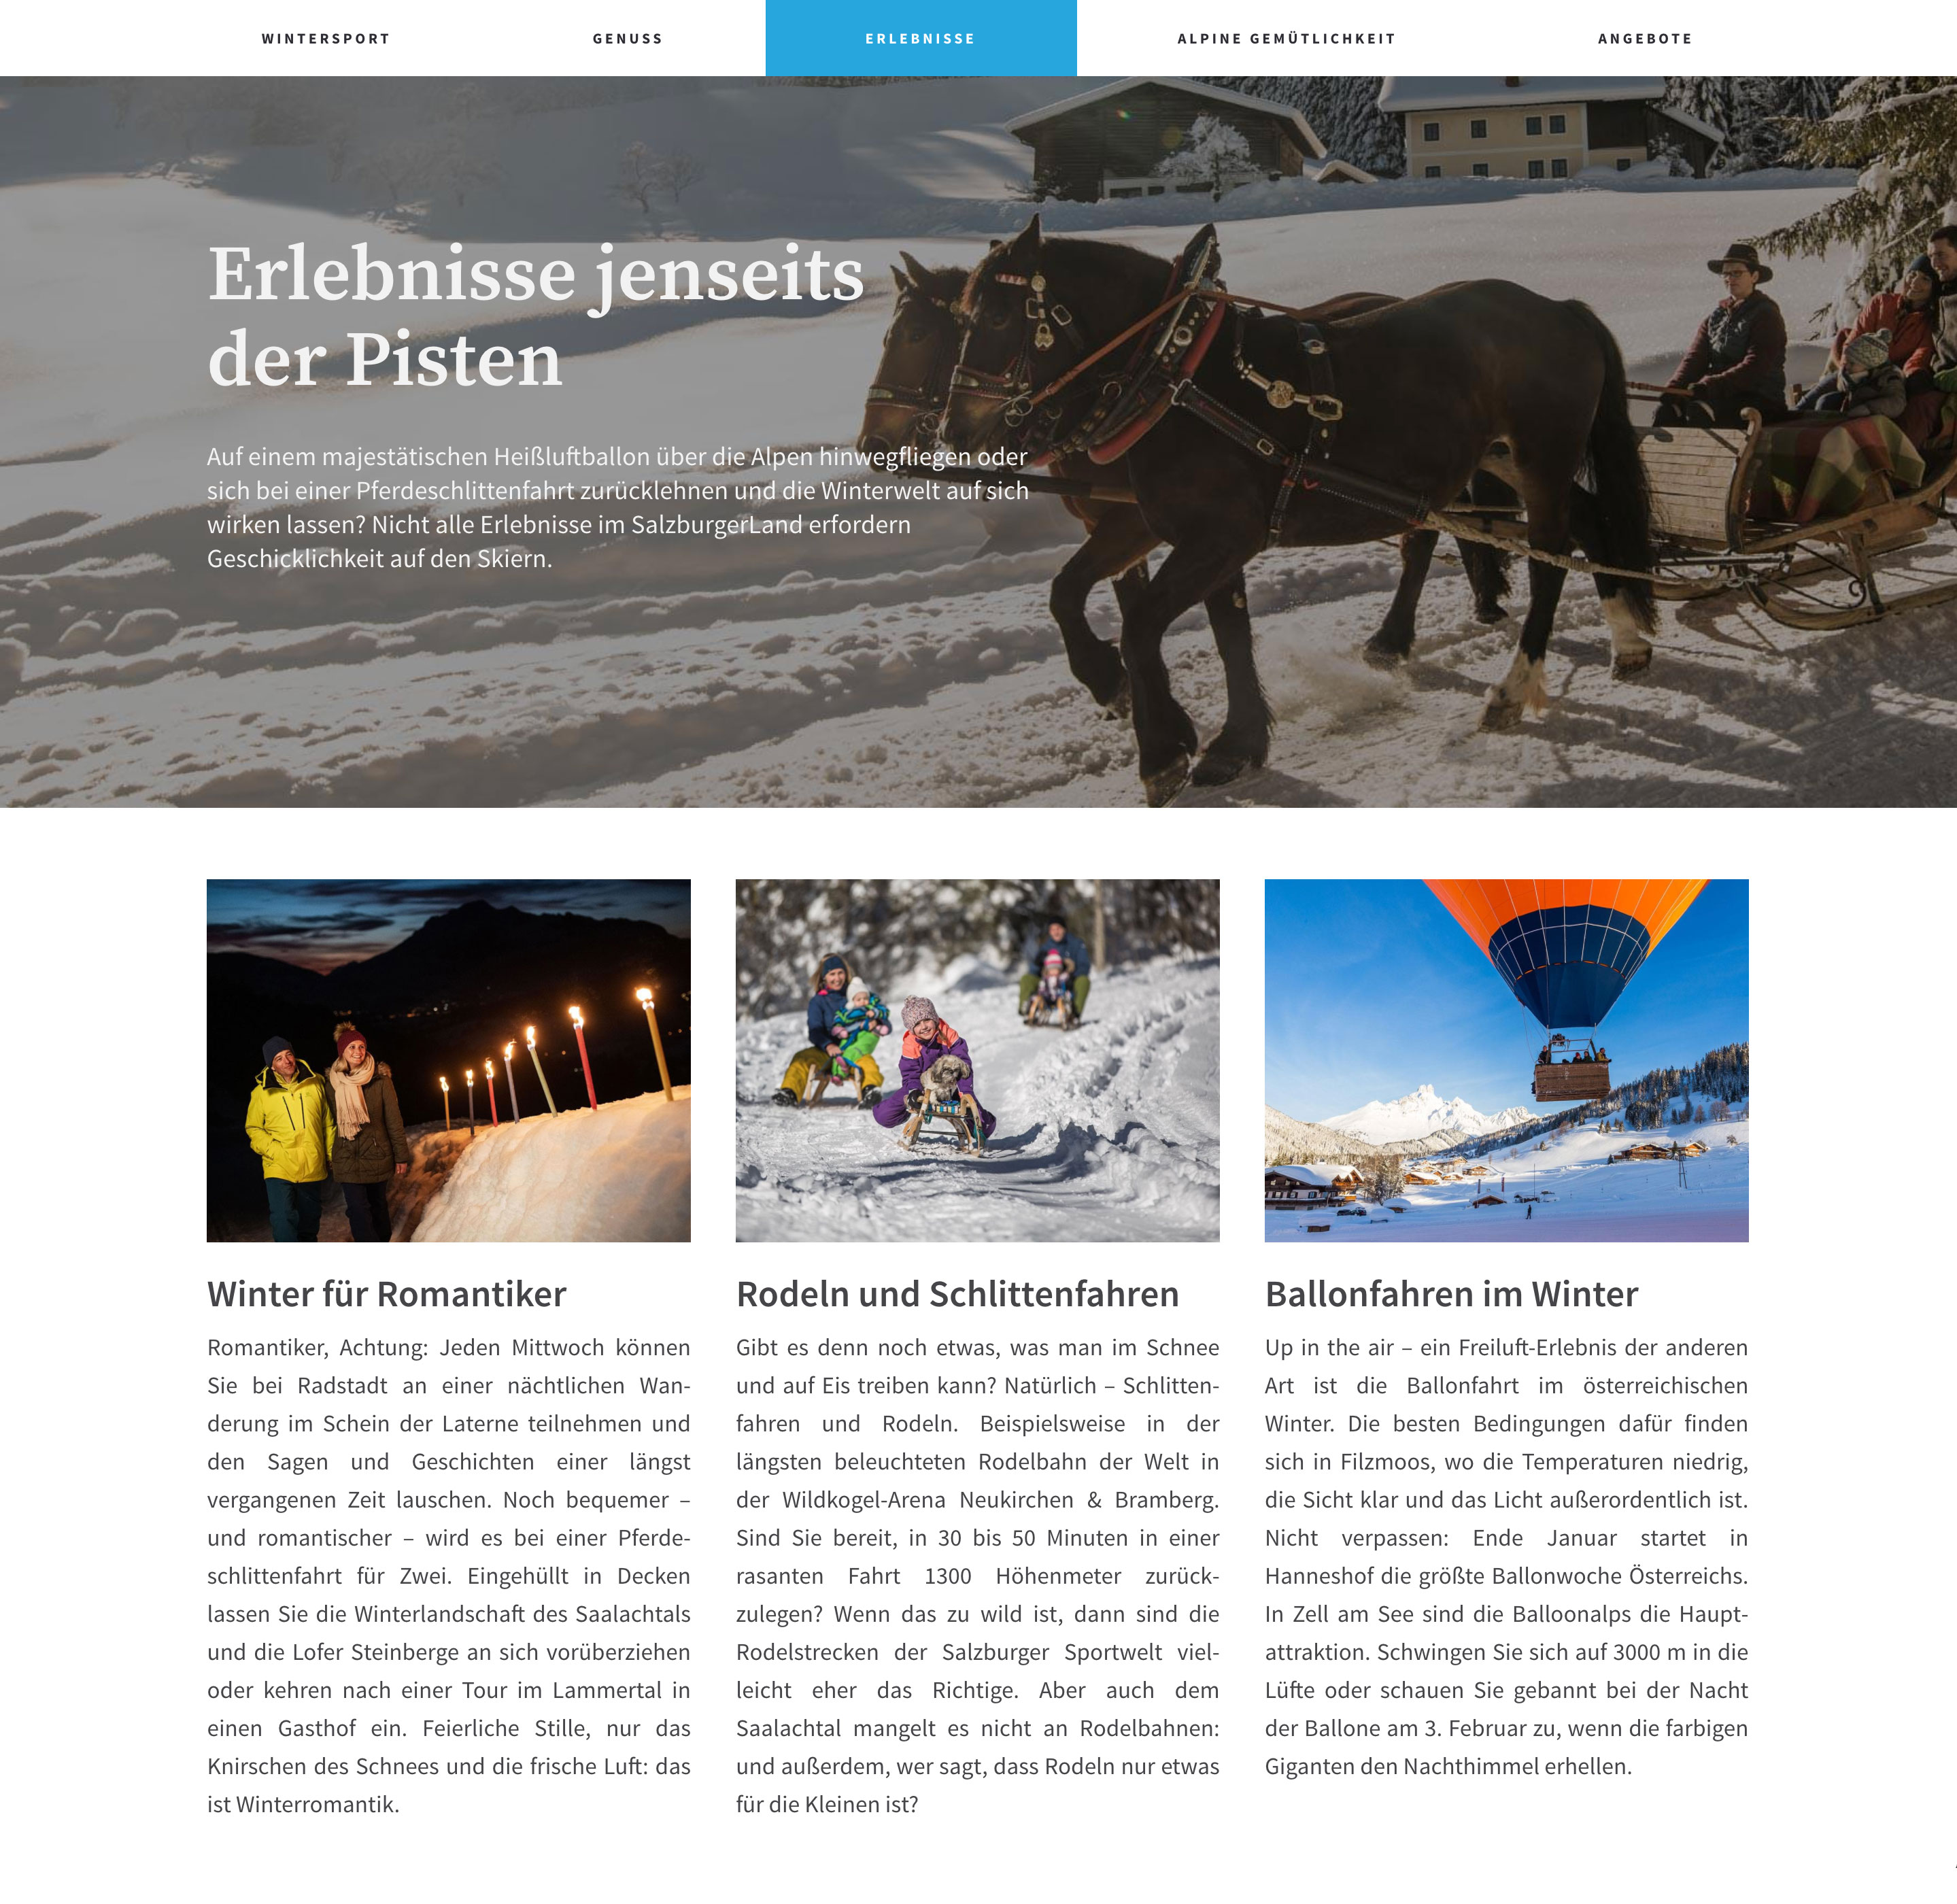 WINTERSPORT
GENUSS
ERLEBNISSE
ALPINE GEMÜTLICHKEIT
ANGEBOTE
Erlebnisse jenseits
der Pisten
Auf einem majestätischen Heißluftballon über die Alpen hinwegfliegen oder
sich bei einer Pferdeschlittenfahrt zurücklehnen und die Winterwelt auf sich
wirken lassen? Nicht alle Erlebnisse im SalzburgerLand erfordern
Geschicklichkeit auf den Skiern.
Winter für Romantiker
Romantiker, Achtung: Jeden Mittwoch können
Sie bei Radstadt an einer nächtlichen Wan-
derung im Schein der Laterne teilnehmen und
den Sagen und Geschichten einer längst
vergangenen Zeit lauschen. Noch bequemer –
und romantischer – wird es bei einer Pferde-
schlittenfahrt für Zwei. Eingehüllt in Decken
lassen Sie die Winterlandschaft des Saalachtals
und die Lofer Steinberge an sich vorüberziehen
oder kehren nach einer Tour im Lammertal in
einen Gasthof ein. Feierliche Stille, nur das
Knirschen des Schnees und die frische Luft: das
ist Winterromantik.
Rodeln und Schlittenfahren
Gibt es denn noch etwas, was man im Schnee
und auf Eis treiben kann? Natürlich – Schlitten-
fahren und Rodeln. Beispielsweise in der
längsten beleuchteten Rodelbahn der Welt in
der Wildkogel-Arena Neukirchen & Bramberg.
Sind Sie bereit, in 30 bis 50 Minuten in einer
rasanten Fahrt 1300 Höhenmeter zurück-
zulegen? Wenn das zu wild ist, dann sind die
Rodelstrecken der Salzburger Sportwelt viel-
leicht eher das Richtige. Aber auch dem
Saalachtal mangelt es nicht an Rodelbahnen:
und außerdem, wer sagt, dass Rodeln nur etwas
für die Kleinen ist?
Ballonfahren im Winter
Up in the air – ein Freiluft-Erlebnis der anderen
Art ist die Ballonfahrt im österreichischen
Winter. Die besten Bedingungen dafür finden
sich in Filzmoos, wo die Temperaturen niedrig,
die Sicht klar und das Licht außerordentlich ist.
Nicht verpassen: Ende Januar startet in
Hanneshof die größte Ballonwoche Österreichs.
In Zell am See sind die Balloonalps die Haupt-
attraktion. Schwingen Sie sich auf 3000 m in die
Lüfte oder schauen Sie gebannt bei der Nacht
der Ballone am 3. Februar zu, wenn die farbigen
Giganten den Nachthimmel erhellen.